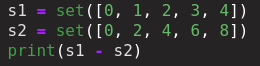 s1 = set([0, 1, 2, 3, 4])
s2 = set([0, 2, 4, 6, 8])
print(s1 - s2)